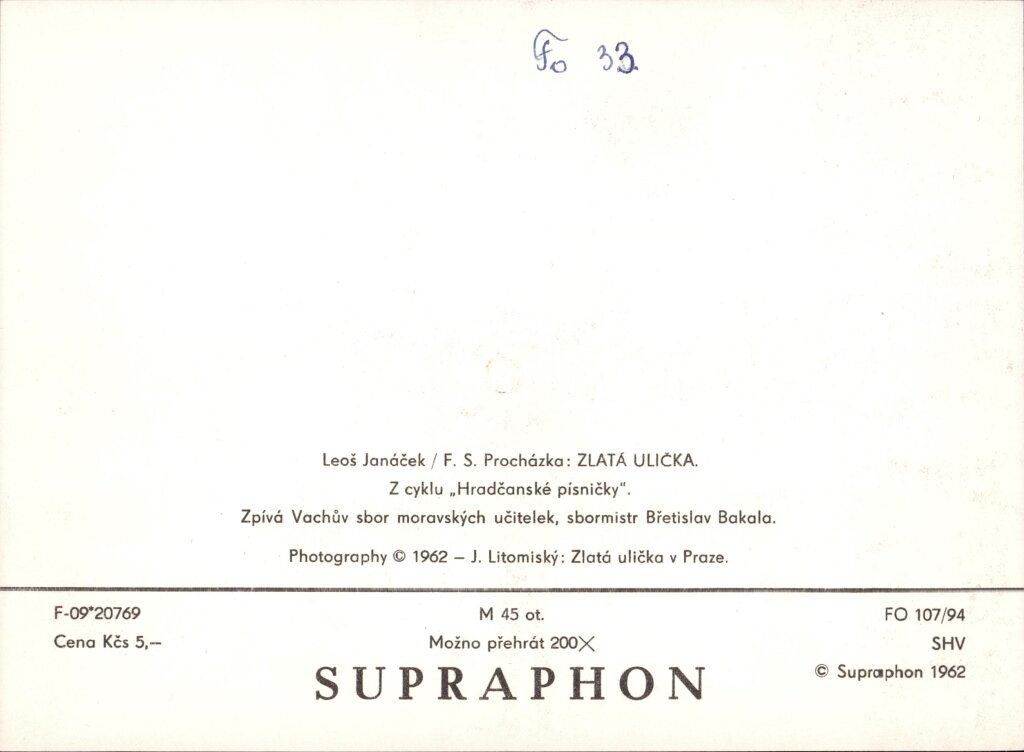 Fo 33
Leoš Janáček / F. S. Procházka: ZLATÁ ULIČKA.
Z cyklu „Hradčanské písničky“.
Zpívá Vachův sbor moravských učitelek, sbormistr Břetislav Bakala.
Photography © 1962 – J. Litomiský: Zlatá ulička v Praze.
F-09*20769
Cena Kčs 5,—
M 45 ot.
Možno přehrát 200X
SUPRAPHON
FO 107/94
SHV
© Supraphon 1962